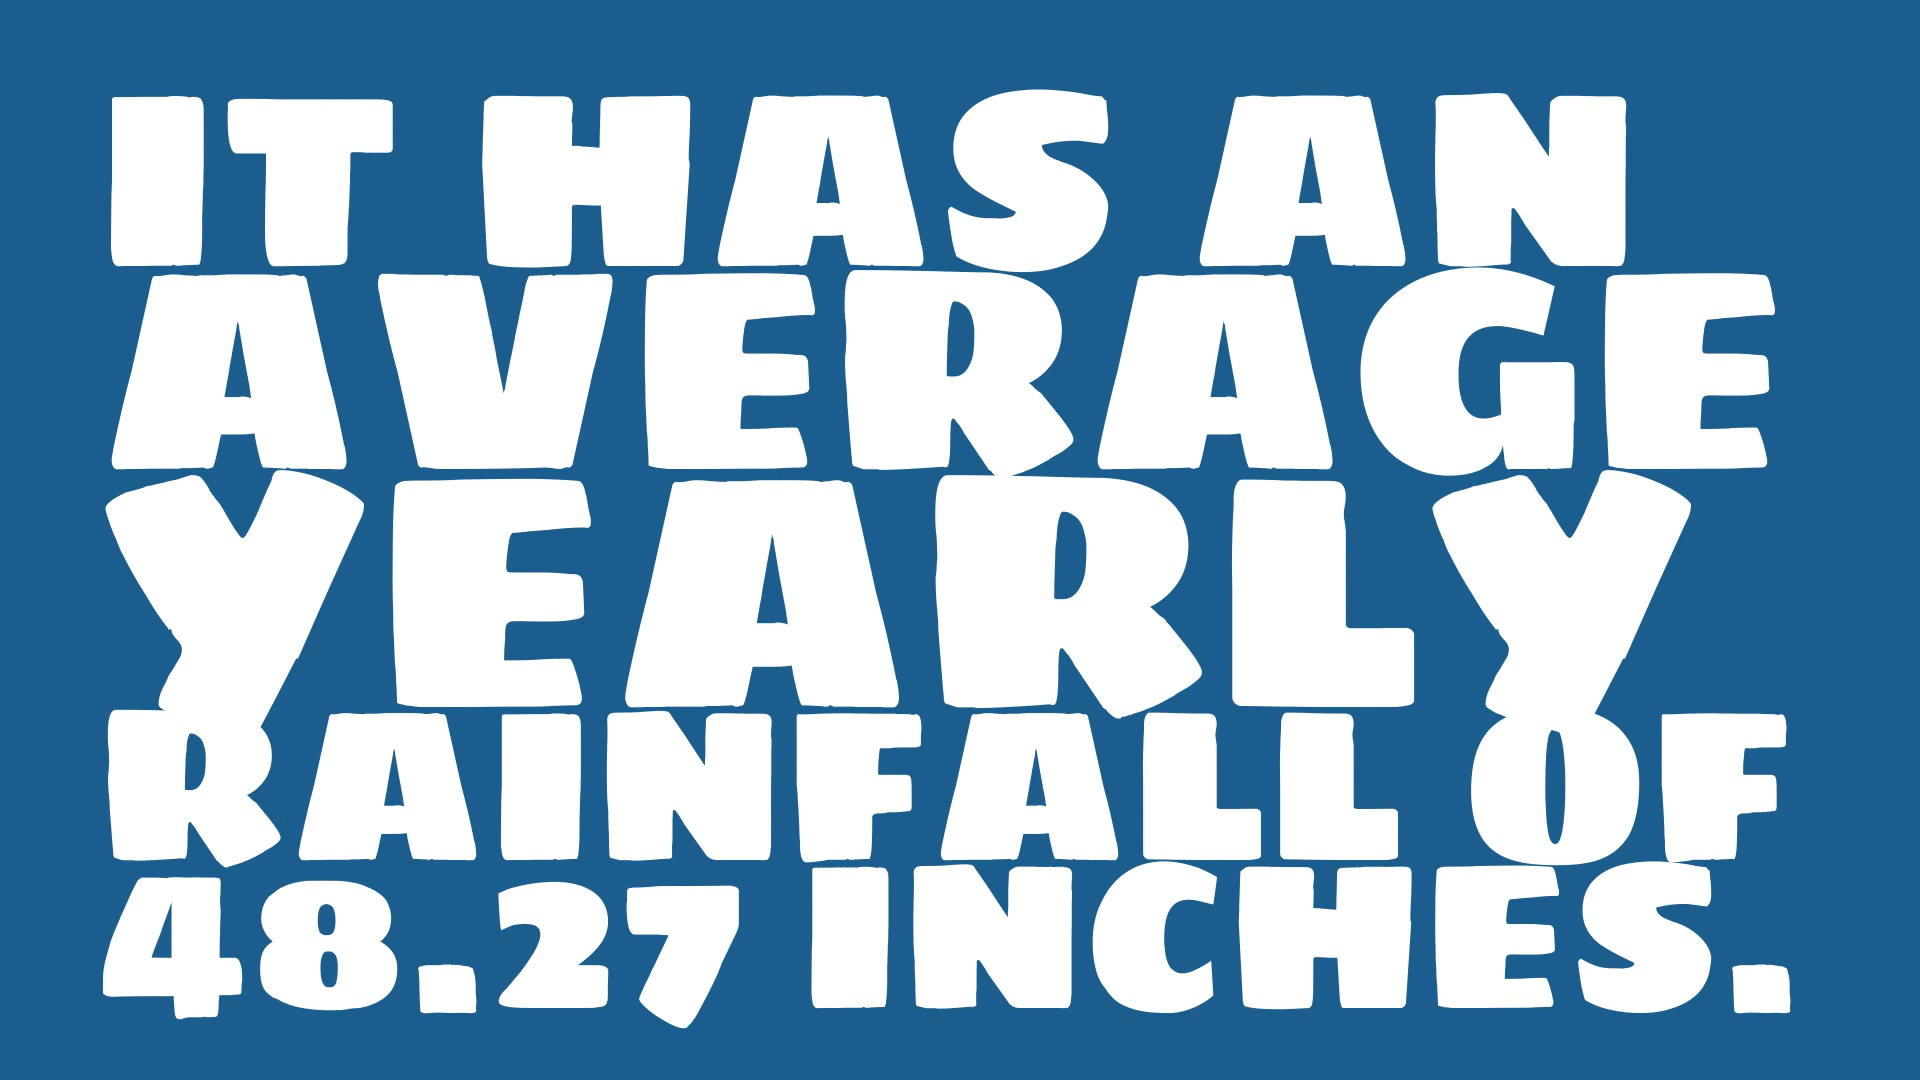 IT HAS AN
AVERAGE
YEARLY
RAINFALL OF
48.27 INCHES.